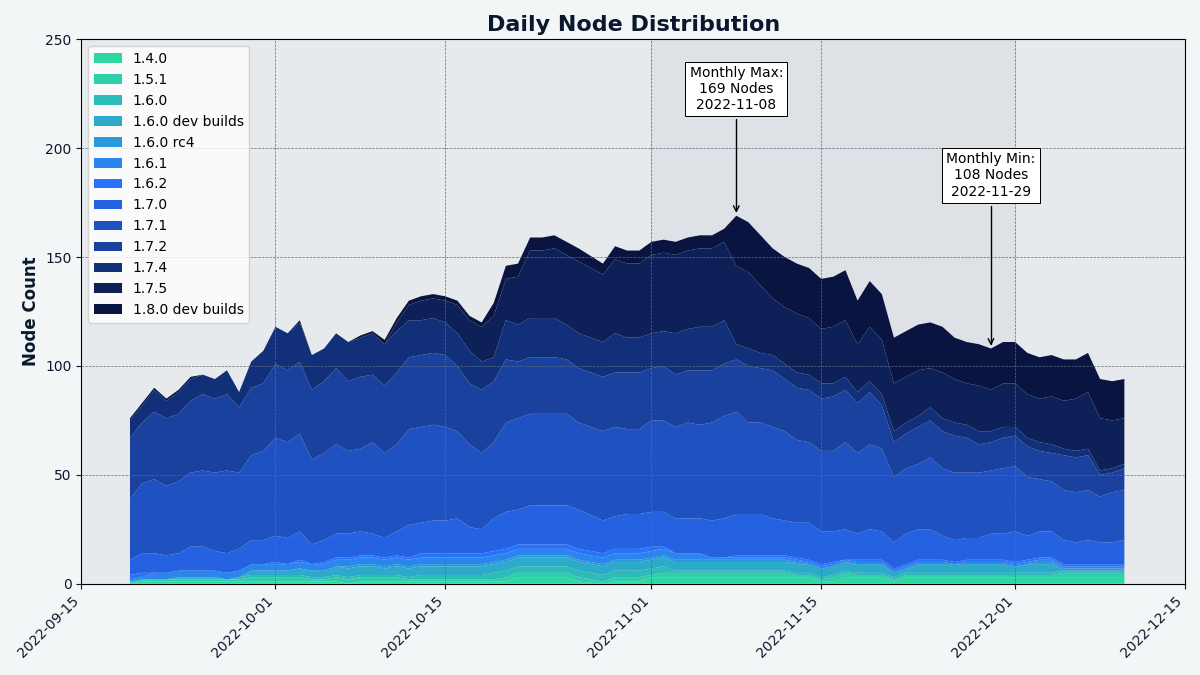 Daily Node Distribution
Node Count
250
200
150
100
50
0
1.4.0
1.5.1
1.6.0
1.6.0 dev builds
1.6.0 rc4
1.6.1
1.6.2
1.7.0
1.7.1
1.7.2
1.7.4
1.7.5
1.8.0 dev builds
Monthly Max:
169 Nodes
2022-11-08
Monthly Min:
108 Nodes
2022-11-29
2022-09-15
2022-10-01
2022-10-15
2022-11-01
2022-11-15
2022-12-01
2022-12-15